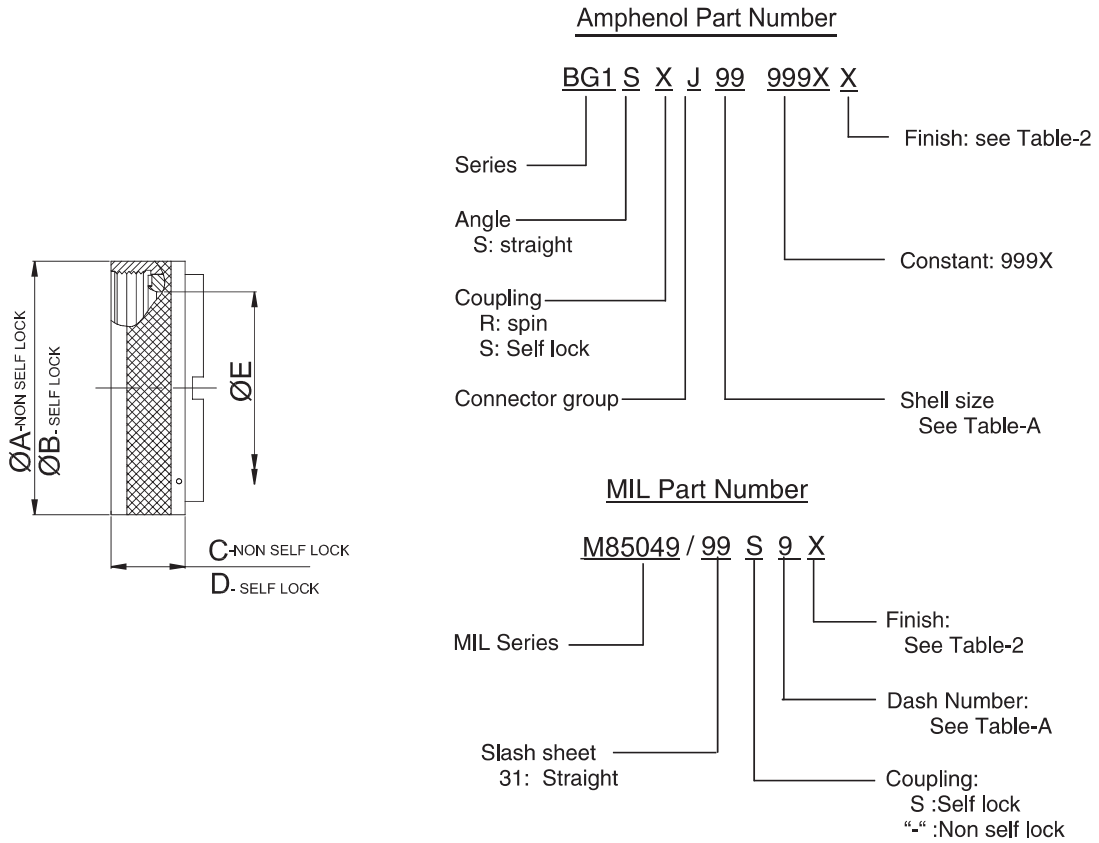 Amphenol Part Number
BG1 S X J 99 999X X
Finish: see Table-2
Series
Angle
S: straight
Constant: 999X
Coupling
R: spin
S: Self lock
Connector group
Shell size
See Table-A
ØA-NON SELF LOCK
ØB- SELF LOCK
ØE
C-NON SELF LOCK
D- SELF LOCK
MIL Part Number
M85049 / 99 S 9 X
Finish:
See Table-2
MIL Series
Dash Number:
See Table-A
Slash sheet
31: Straight
Coupling:
S :Self lock
“-“ :Non self lock